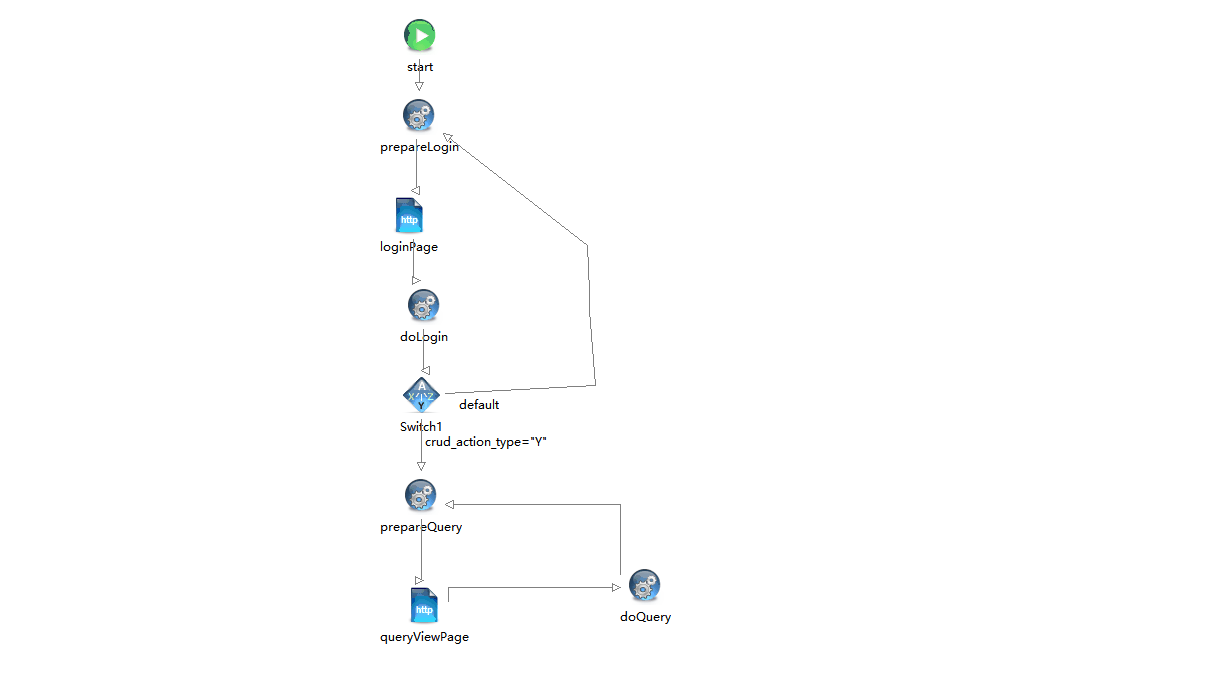 start
prepareLogin
http
loginPage
doLogin
A
X Z
Y
default
Switch1
crud_action_type="Y"
prepareQuery
doQuery
http
queryViewPage